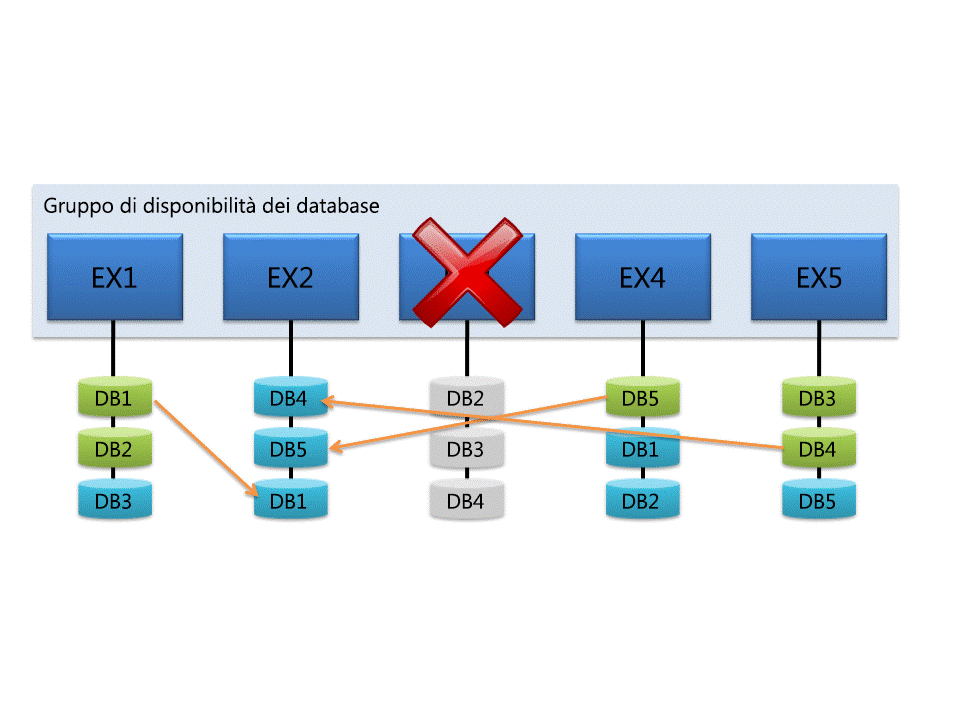 Gruppo di disponibilità dei database
EX1 EX2 EX4 EX5
DB1 DB4 DB2 DB5 DB3
DB2 DB5 DB3 DB1 DB4
DB3 DB1 DB4 DB2 DB5